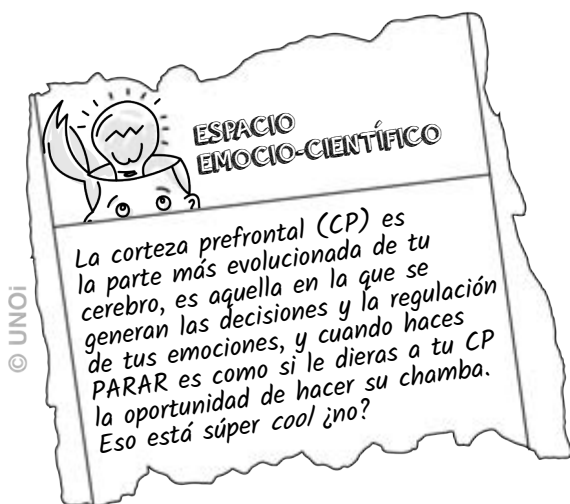 ESPACIO
EMOCIO-CIENTÍFICO
La corteza prefrontal (CP) es
la parte más evolucionada de tu
cerebro, es aquella en la que se
generan las decisiones y la regulación
de tus emociones, y cuando haces
PARAR es como si le dieras a tu CP
la oportunidad de hacer su chamba.
Eso está súper cool ¿no?
© UNOi